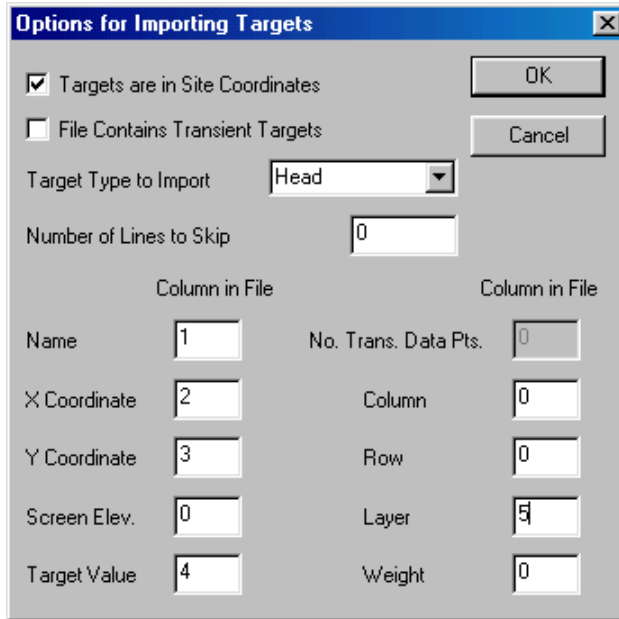 Options for Importing Targets
Targets are in Site Coordinates
OK
File Contains Transient Targets
Cancel
Target Type to Import Head
Number of Lines to Skip 0
Column in File Column in File
Name 1 No. Trans. Data Pts. 0
X Coordinate 2 Column 0
Y Coordinate 3 Row 0
Screen Elev. 0 Layer 5
Target Value 4 Weight 0